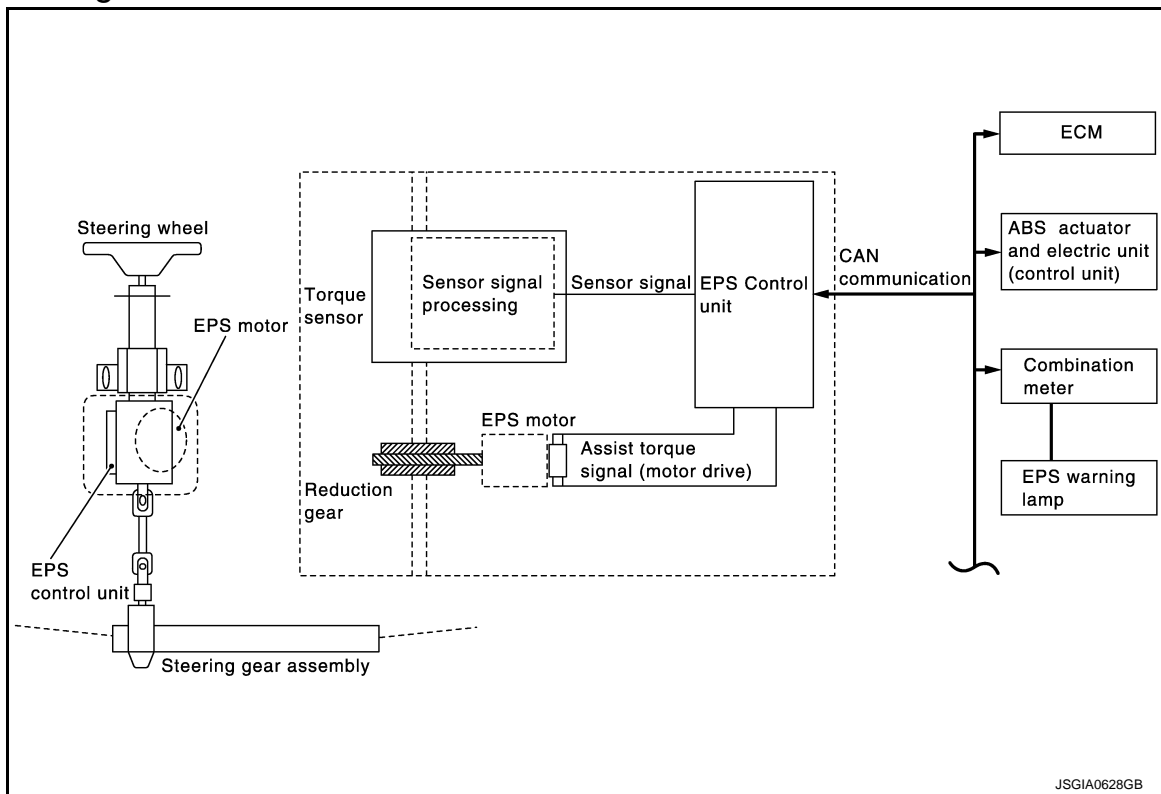 Steering wheel
EPS motor
EPS
control unit
Steering gear assembly
Torque
sensor
Sensor signal
processing
Sensor signal
EPS Control
unit
EPS motor
Assist torque
signal (motor drive)
Reduction
gear
CAN
communication
ECM
ABS actuator
and electric unit
(control unit)
Combination
meter
EPS warning
lamp
JSGIA0628GB